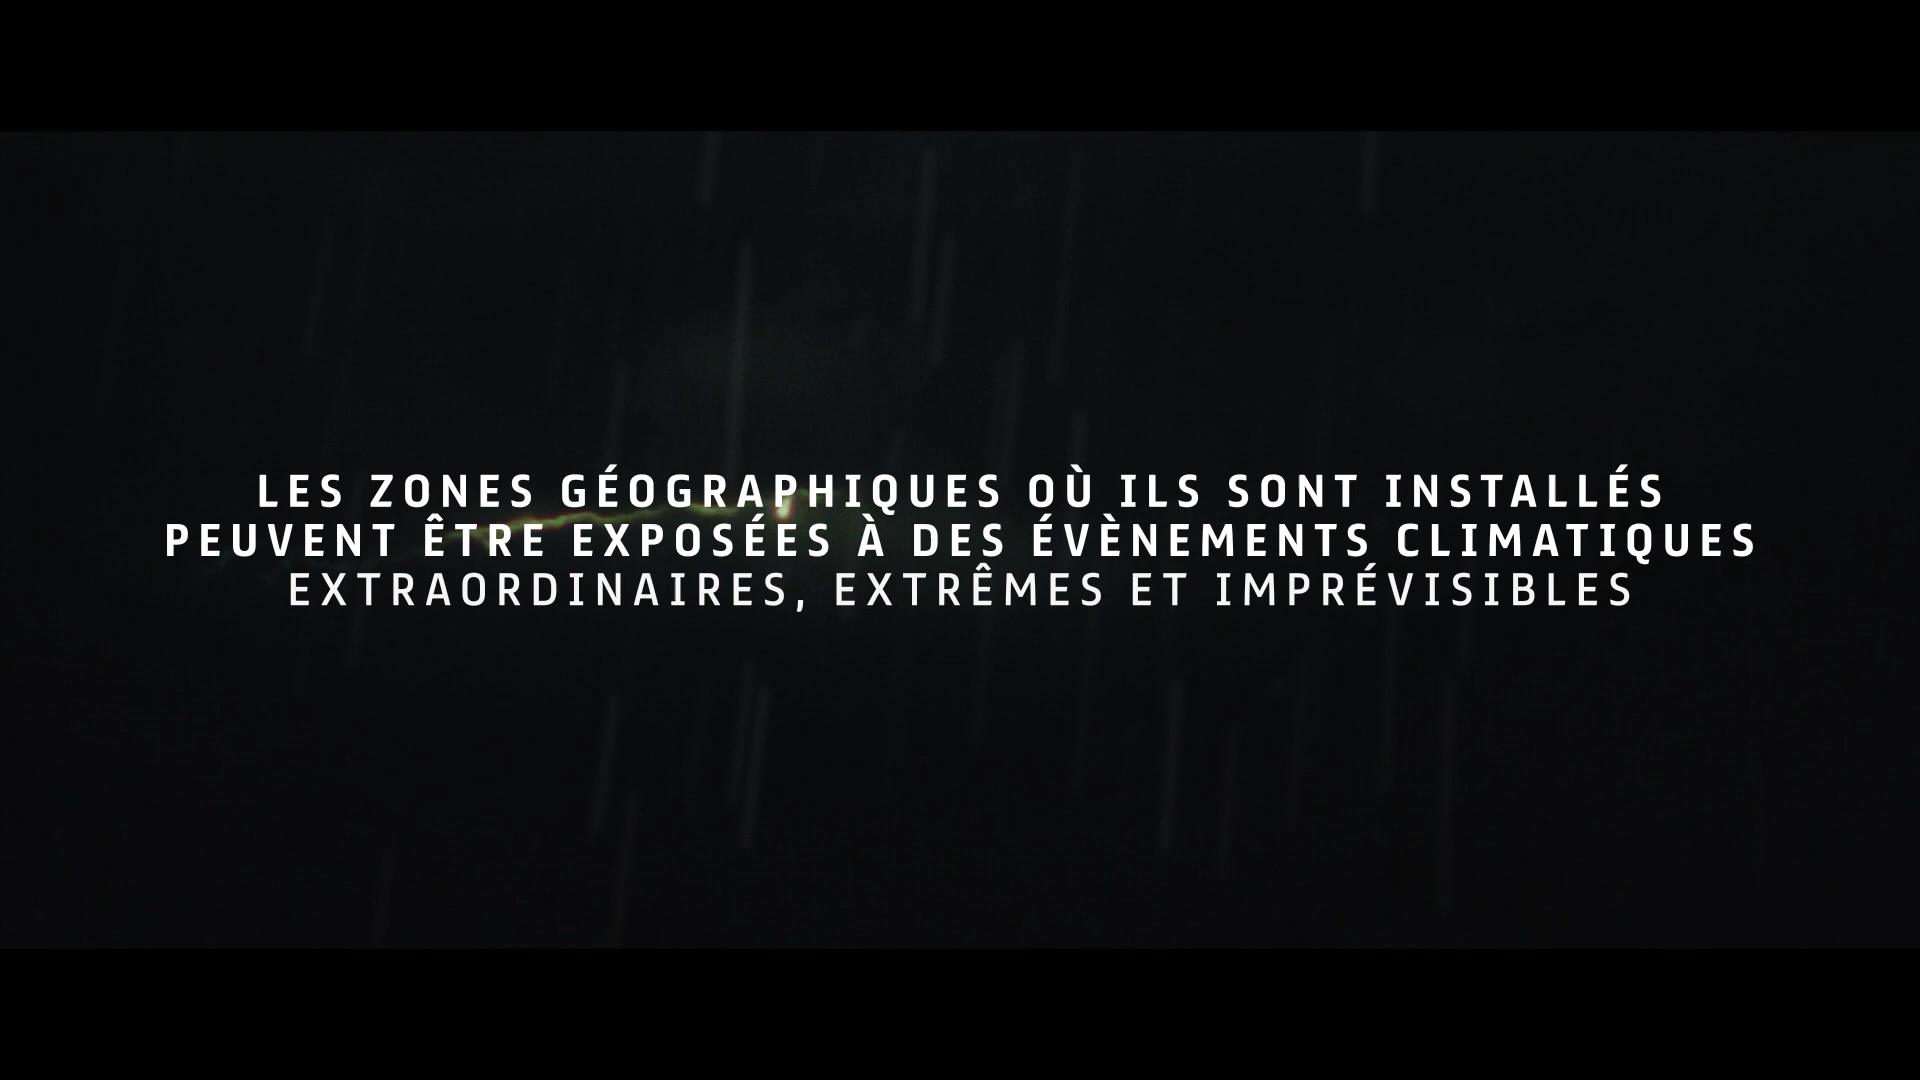 LES ZONES GÉOGRAPHIQUES OÙ ILS SONT INSTALLÉS
PEUVENT ÊTRE EXPOSÉES À DES ÉVÈNEMENTS CLIMATIQUES
EXTRAORDINAIRES, EXTRÊMES ET IMPRÉVISIBLES